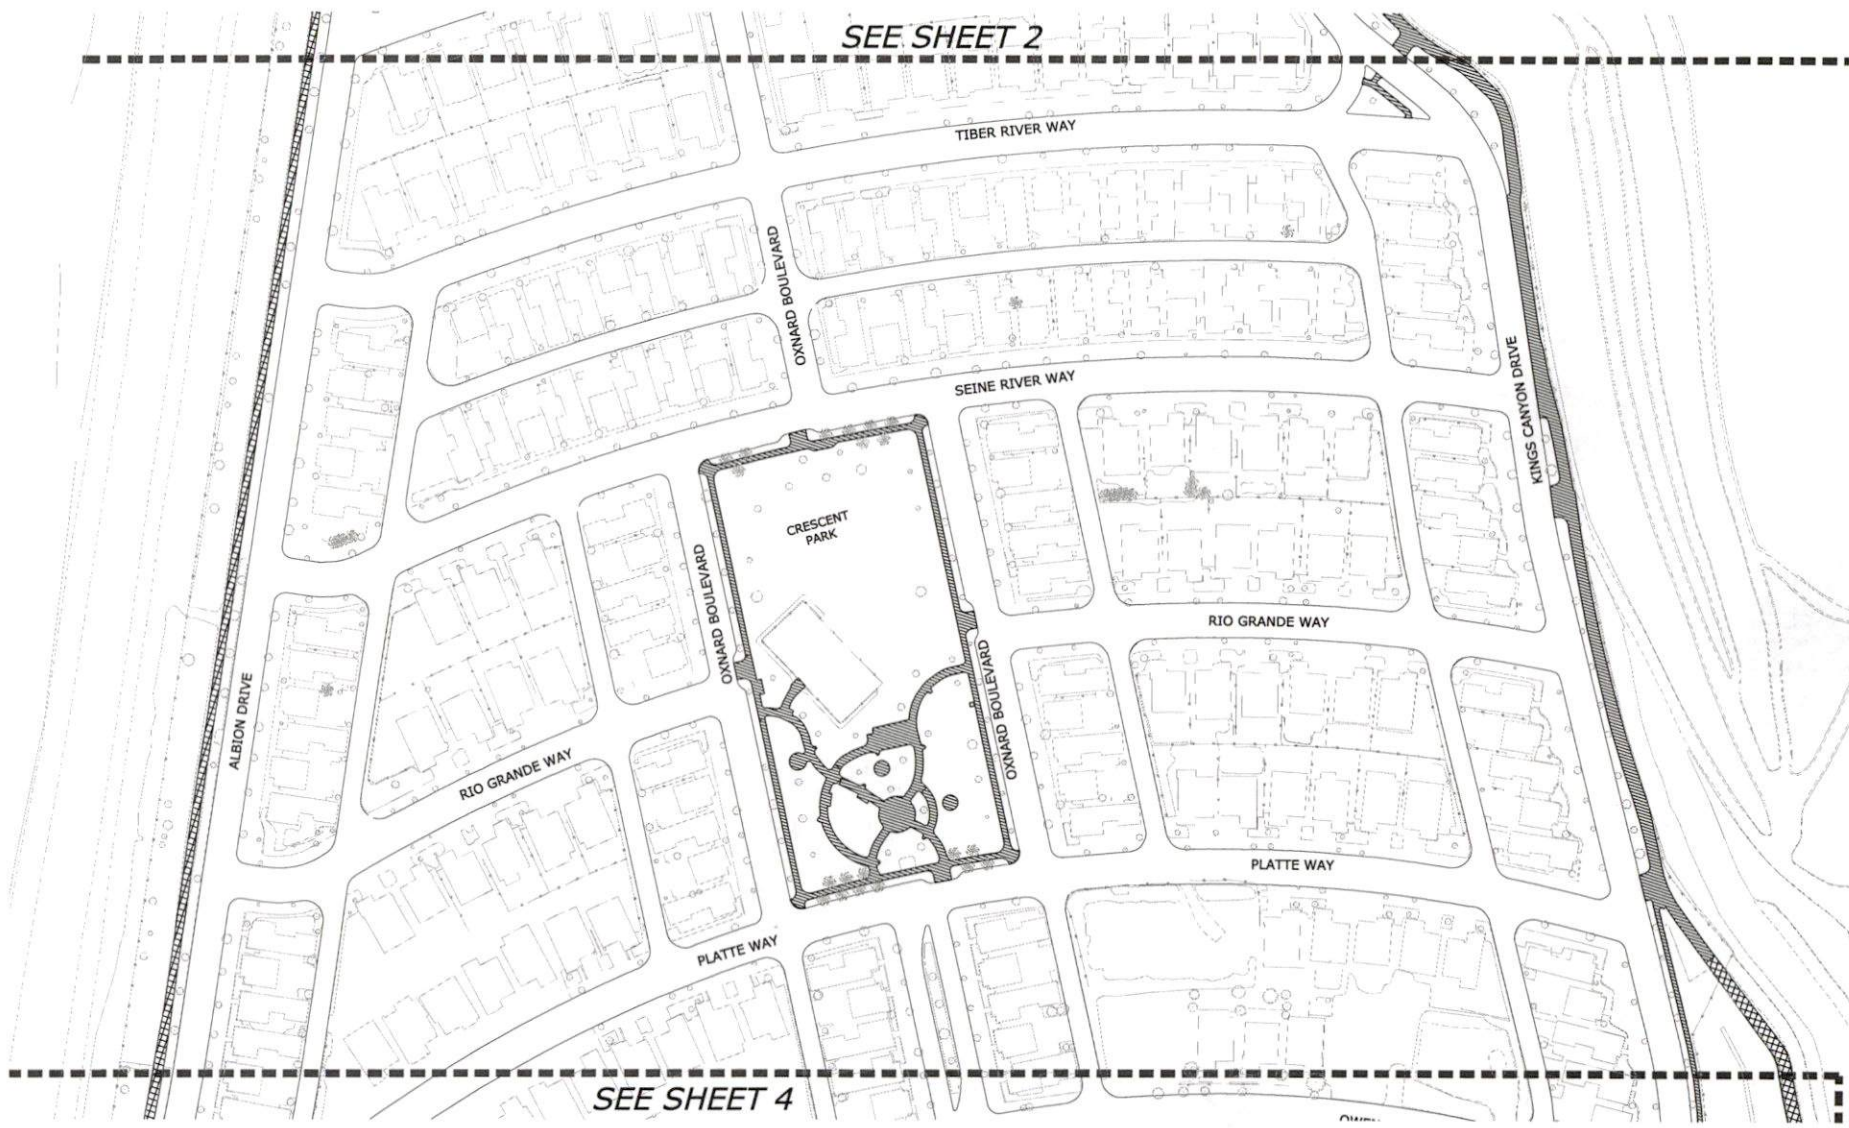 SEE SHEET 2
TIBER RIVER WAY
OXNARD BOULEVARD
SEINE RIVER WAY
KINGS CANYON DRIVE
CRESCENT
PARK
OXNARD BOULEVARD
RIO GRANDE WAY
OXNARD BOULEVARD
ALBION DRIVE
RIO GRANDE WAY
PLATTE WAY
PLATTE WAY
SEE SHEET 4